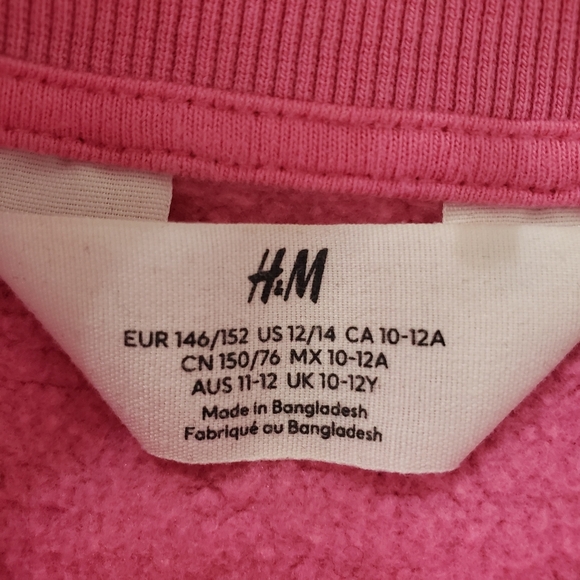 H&M
EUR 146/152 US 12/14 CA 10-12A
CN 150/76 MX 10-12A
AUS 11-12 UK 10-12Y
Made in Bangladesh
Fabriqué au Bangladesh